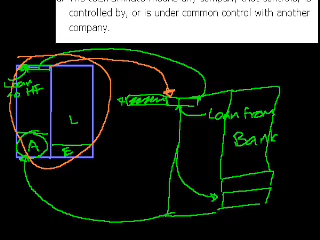 controlled by, or is under common control with another
company.
Loan
to HF
L
A
E
Loan from
Bank